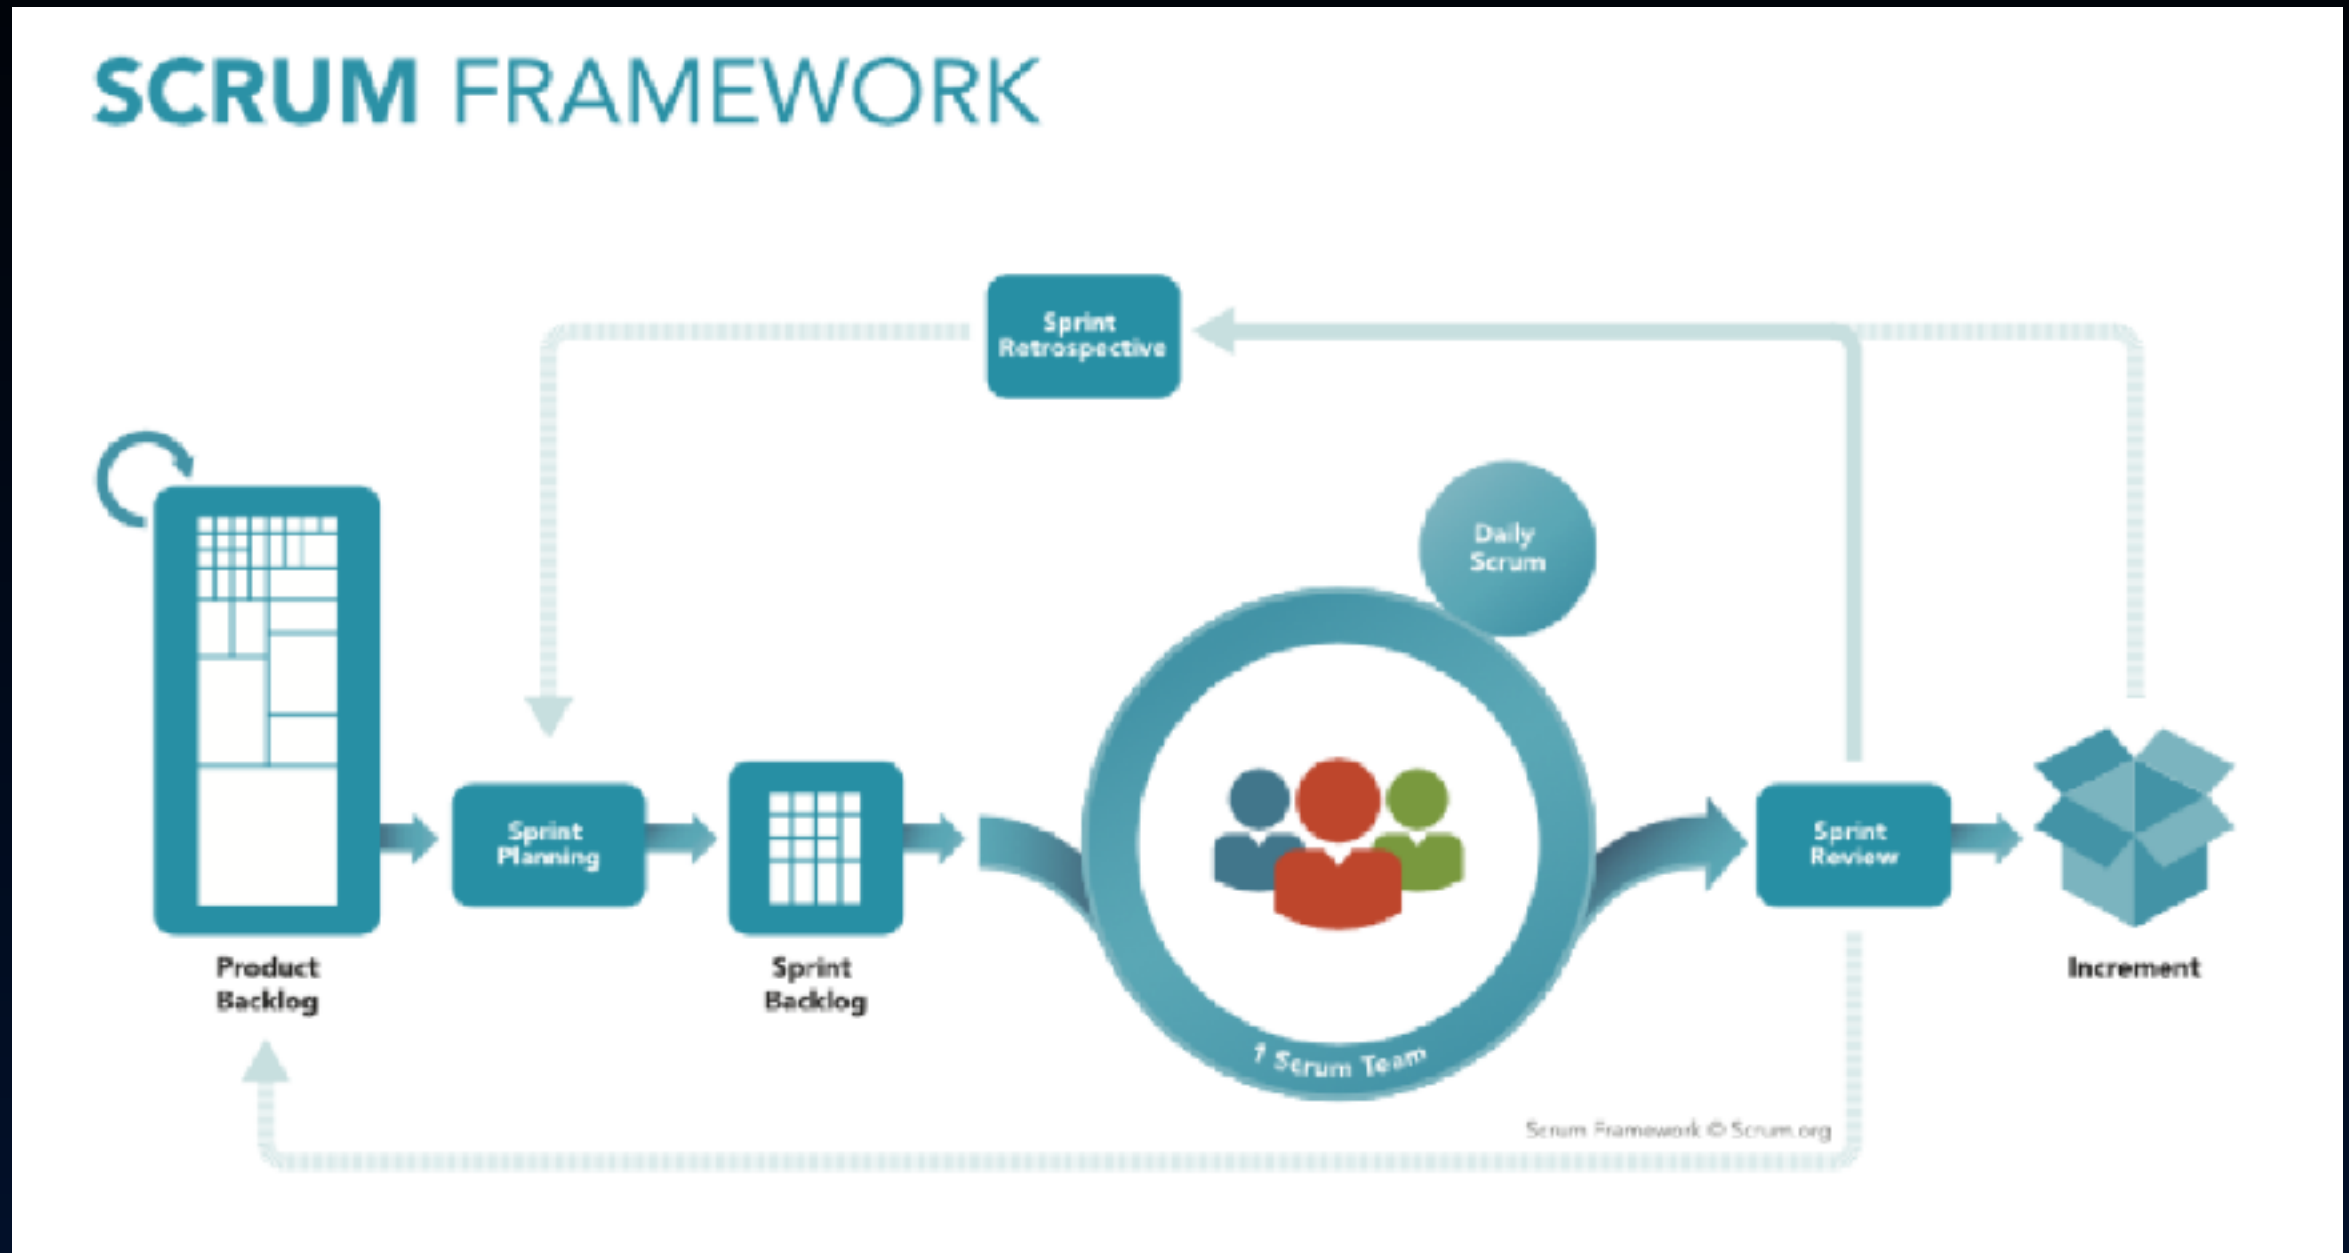 SCRUM FRAMEWORK
Sprint
Retrospective
Daily
Scrum
Sprint
Planning
Sprint
Review
Product
Backlog
Sprint
Backlog
Increment
1 Scrum Team
Scrum Framework © Scrum.org